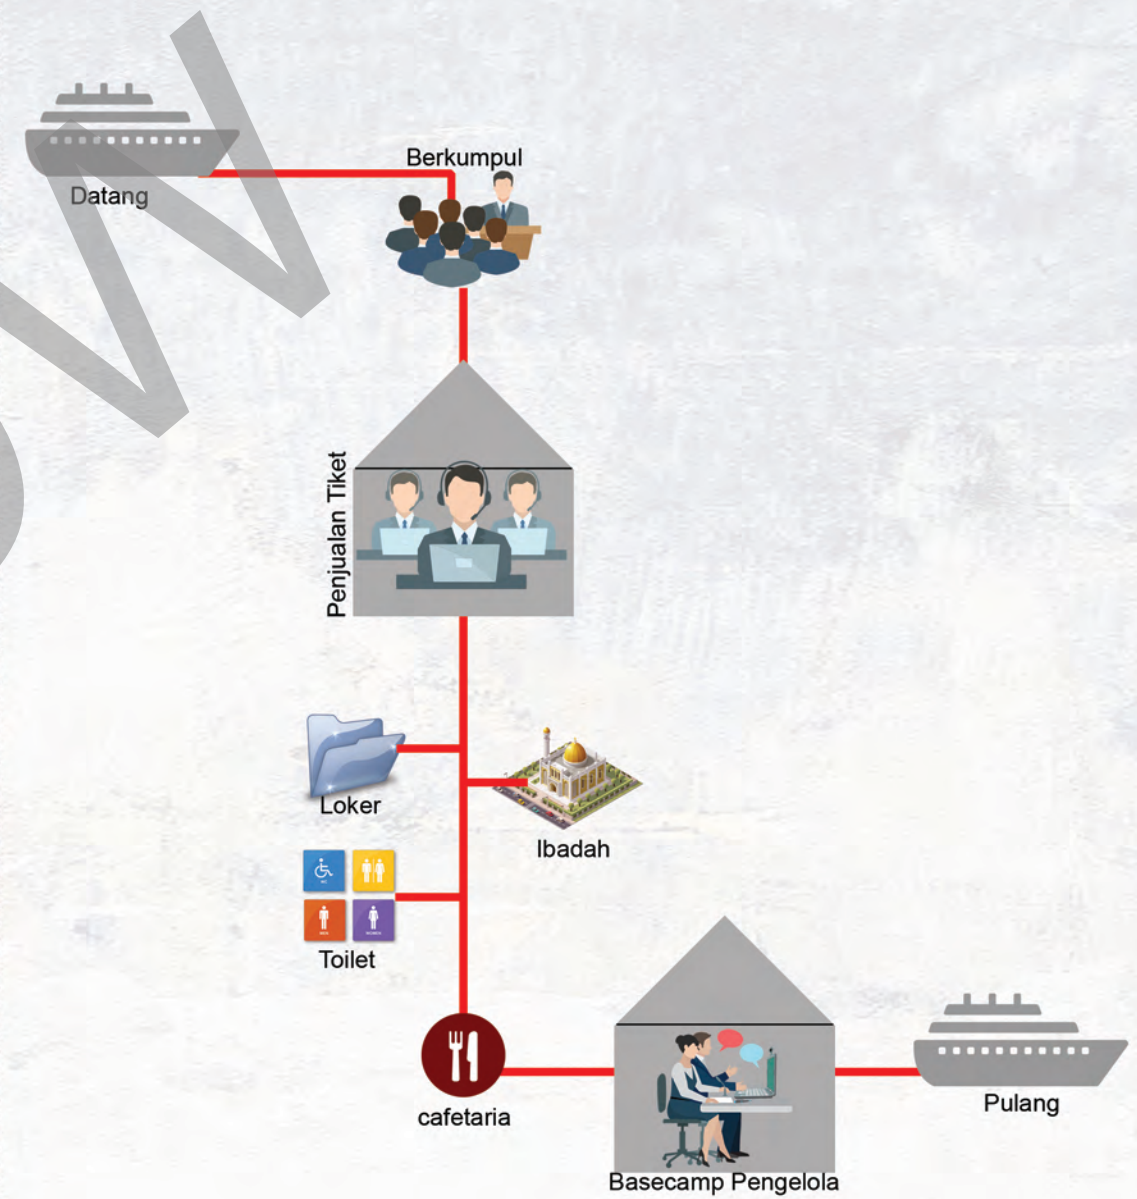 Datang
Berkumpul
Penjualan Tiket
Loker
Ibadah
Toilet
cafetaria
Basecamp Pengelola
Pulang